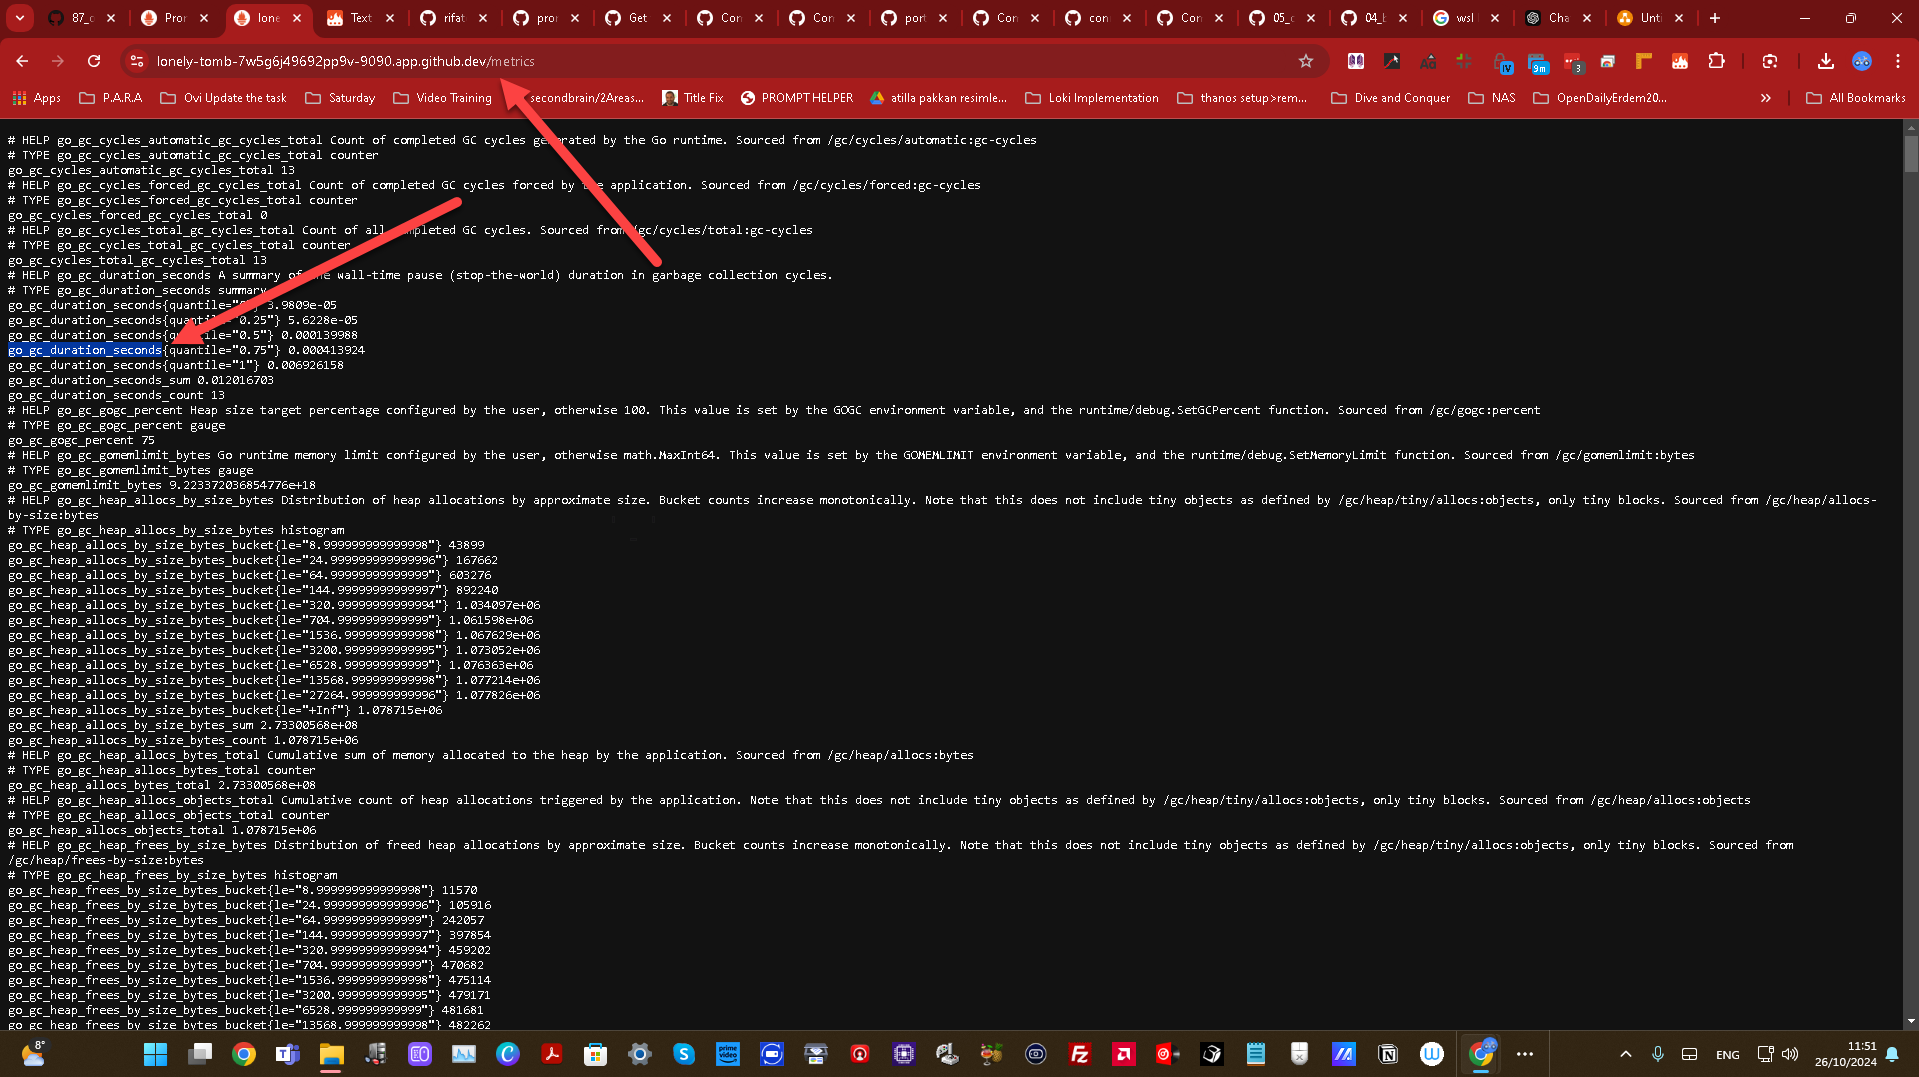 87_c
Pror
lone
Text
rifat
pror
Get
Con
Con
port
Con
con
Con
05_c
04_b
wsl
Cha
Unti
lonely-tomb-7w5g6j49692pp9v-9090.app.github.dev/metrics
9m
3
Apps
P.A.R.A
Ovi Update the task
Saturday
Video Training
secondbrain/2Areas...
Title Fix
PROMPT HELPER
atilla pakkan resimle...
Loki Implementation
thanos setup>rem...
Dive and Conquer
NAS
OpenDailyErdem20...
»
All Bookmarks
# HELP go_gc_cycles_automatic_gc_cycles_total Count of completed GC cycles generated by the Go runtime. Sourced from /gc/cycles/automatic:gc-cycles
# TYPE go_gc_cycles_automatic_gc_cycles_total counter
go_gc_cycles_automatic_gc_cycles_total 13
# HELP go_gc_cycles_forced_gc_cycles_total Count of completed GC cycles forced by the application. Sourced from /gc/cycles/forced:gc-cycles
# TYPE go_gc_cycles_forced_gc_cycles_total counter
go_gc_cycles_forced_gc_cycles_total 0
# HELP go_gc_cycles_total_gc_cycles_total Count of all completed GC cycles. Sourced from /gc/cycles/total:gc-cycles
# TYPE go_gc_cycles_total_gc_cycles_total counter
go_gc_cycles_total_gc_cycles_total 13
# HELP go_gc_duration_seconds A summary of the wall-time pause (stop-the-world) duration in garbage collection cycles.
# TYPE go_gc_duration_seconds summary
go_gc_duration_seconds{quantile="0"} 3.9809e-05
go_gc_duration_seconds{quantile="0.25"} 5.6228e-05
go_gc_duration_seconds{quantile="0.5"} 0.000139988
go_gc_duration_seconds{quantile="0.75"} 0.000413924
go_gc_duration_seconds{quantile="1"} 0.006926158
go_gc_duration_seconds_sum 0.012016703
go_gc_duration_seconds_count 13
# HELP go_gc_gogc_percent Heap size target percentage configured by the user, otherwise 100. This value is set by the GOGC environment variable, and the runtime/debug.SetGCPercent function. Sourced from /gc/gogc:percent
# TYPE go_gc_gogc_percent gauge
go_gc_gogc_percent 75
# HELP go_gc_gomemlimit_bytes Go runtime memory limit configured by the user, otherwise math.MaxInt64. This value is set by the GOMEMLIMIT environment variable, and the runtime/debug.SetMemoryLimit function. Sourced from /gc/gomemlimit:bytes
# TYPE go_gc_gomemlimit_bytes gauge
go_gc_gomemlimit_bytes 9.223372036854776e+18
# HELP go_gc_heap_allocs_by_size_bytes Distribution of heap allocations by approximate size. Bucket counts increase monotonically. Note that this does not include tiny objects as defined by /gc/heap/tiny/allocs:objects, only tiny blocks. Sourced from /gc/heap/allocs-
by-size:bytes
# TYPE go_gc_heap_allocs_by_size_bytes histogram
go_gc_heap_allocs_by_size_bytes_bucket{le="8.999999999999998"} 43899
go_gc_heap_allocs_by_size_bytes_bucket{le="24.999999999999996"} 167662
go_gc_heap_allocs_by_size_bytes_bucket{le="64.99999999999999"} 603276
go_gc_heap_allocs_by_size_bytes_bucket{le="144.99999999999997"} 892240
go_gc_heap_allocs_by_size_bytes_bucket{le="320.99999999999994"} 1.034097e+06
go_gc_heap_allocs_by_size_bytes_bucket{le="704.9999999999999"} 1.061598e+06
go_gc_heap_allocs_by_size_bytes_bucket{le="1536.9999999999998"} 1.067629e+06
go_gc_heap_allocs_by_size_bytes_bucket{le="3200.9999999999995"} 1.073052e+06
go_gc_heap_allocs_by_size_bytes_bucket{le="6528.999999999999"} 1.076363e+06
go_gc_heap_allocs_by_size_bytes_bucket{le="13568.999999999998"} 1.077214e+06
go_gc_heap_allocs_by_size_bytes_bucket{le="27264.999999999996"} 1.077826e+06
go_gc_heap_allocs_by_size_bytes_bucket{le="+Inf"} 1.078715e+06
go_gc_heap_allocs_by_size_bytes_sum 2.73300568e+08
go_gc_heap_allocs_by_size_bytes_count 1.078715e+06
# HELP go_gc_heap_allocs_bytes_total Cumulative sum of memory allocated to the heap by the application. Sourced from /gc/heap/allocs:bytes
# TYPE go_gc_heap_allocs_bytes_total counter
go_gc_heap_allocs_bytes_total 2.73300568e+08
# HELP go_gc_heap_allocs_objects_total Cumulative count of heap allocations triggered by the application. Note that this does not include tiny objects as defined by /gc/heap/tiny/allocs:objects, only tiny blocks. Sourced from /gc/heap/allocs:objects
# TYPE go_gc_heap_allocs_objects_total counter
go_gc_heap_allocs_objects_total 1.078715e+06
# HELP go_gc_heap_frees_by_size_bytes Distribution of freed heap allocations by approximate size. Bucket counts increase monotonically. Note that this does not include tiny objects as defined by /gc/heap/tiny/allocs:objects, only tiny blocks. Sourced from
/gc/heap/frees-by-size:bytes
# TYPE go_gc_heap_frees_by_size_bytes histogram
go_gc_heap_frees_by_size_bytes_bucket{le="8.999999999999998"} 11570
go_gc_heap_frees_by_size_bytes_bucket{le="24.999999999999996"} 105916
go_gc_heap_frees_by_size_bytes_bucket{le="64.99999999999999"} 242057
go_gc_heap_frees_by_size_bytes_bucket{le="144.99999999999997"} 397854
go_gc_heap_frees_by_size_bytes_bucket{le="320.99999999999994"} 459202
go_gc_heap_frees_by_size_bytes_bucket{le="704.9999999999999"} 470682
go_gc_heap_frees_by_size_bytes_bucket{le="1536.9999999999998"} 475114
go_gc_heap_frees_by_size_bytes_bucket{le="3200.9999999999995"} 479171
go_gc_heap_frees_by_size_bytes_bucket{le="6528.999999999999"} 481681
go_gc_heap_frees_by_size_bytes_bucket{le="13568.999999999998"} 482262
8°
ENG
11:51
26/10/2024